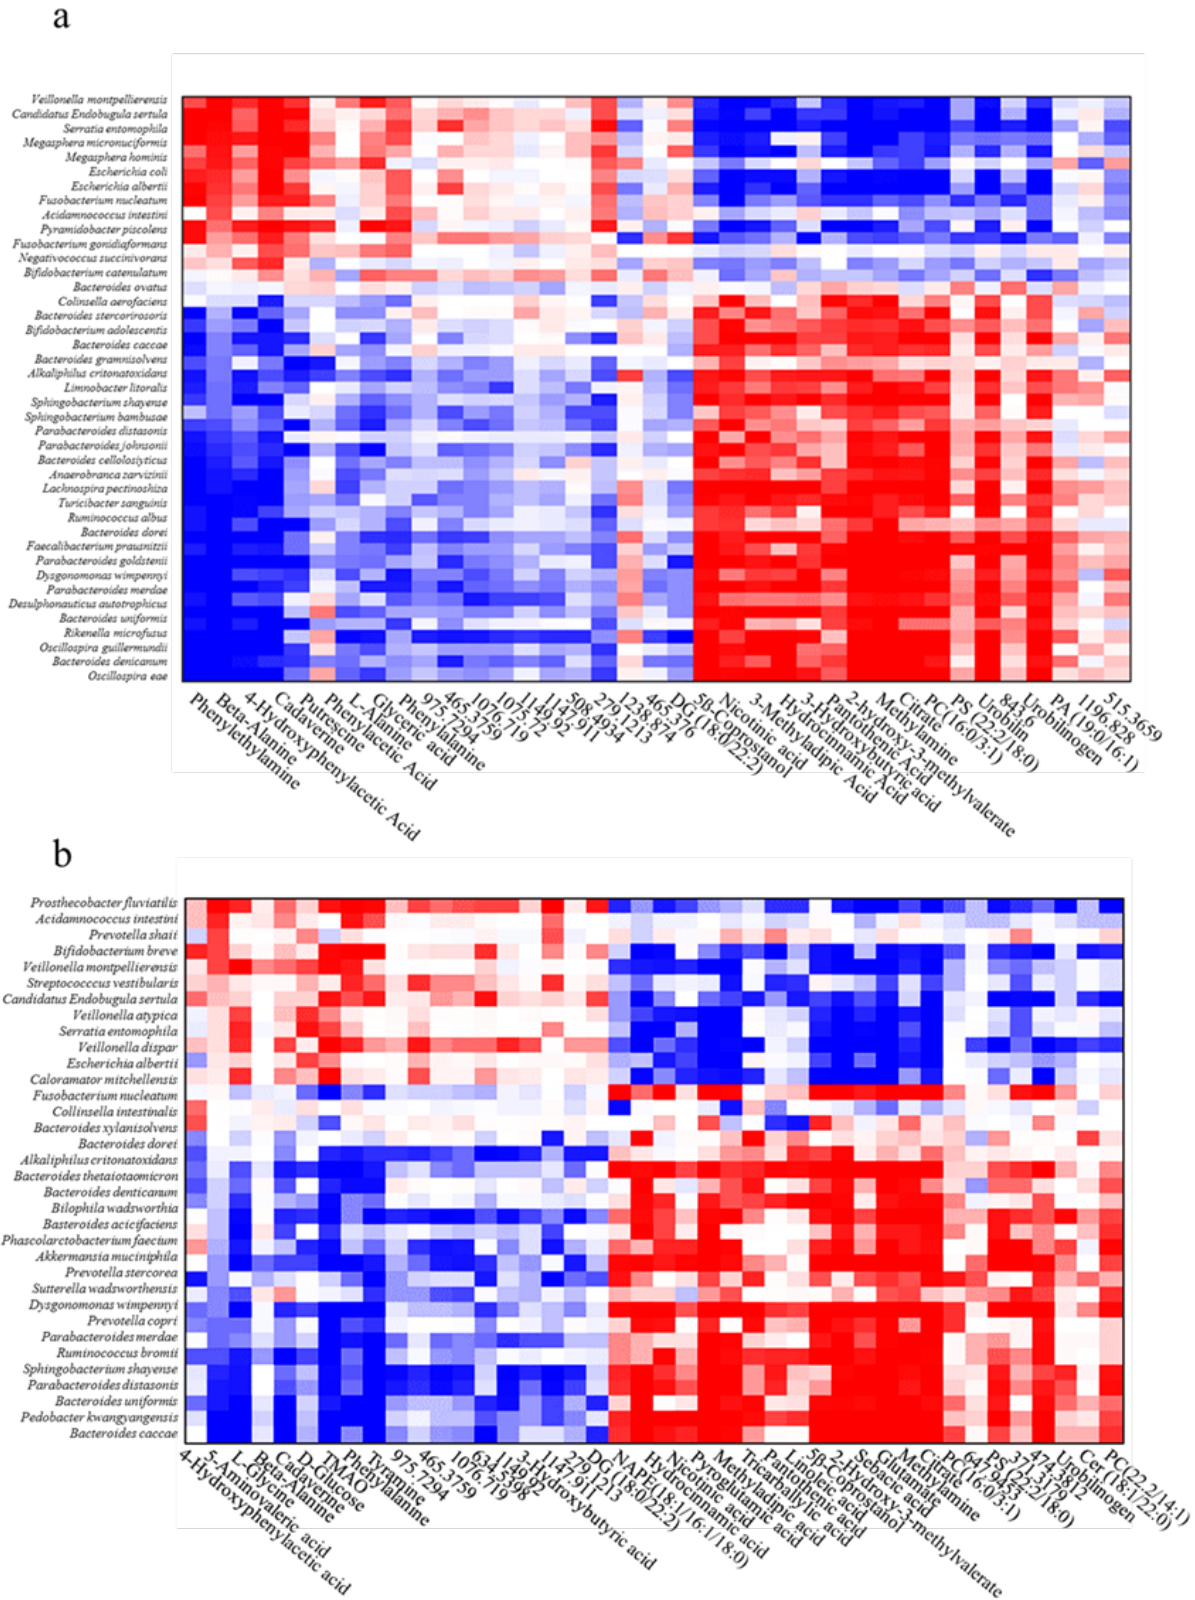 a
Veillonella montpellierensis
Candidatus Endobugula sertula
Serratia entomophila
Megasphera micronuciformis
Megasphera hominis
Escherichia coli
Escherichia albertii
Fusobacterium nucleatum
Acidamnococcus intestini
Pyramidobacter piscolens
Fusobacterium gonidiaformans
Negativococcus succinivorans
Bifidobacterium catenulatum
Bacteroides ovatus
Colinsella aerofaciens
Bacteroides stercorirosoris
Bifidobacterium adolescentis
Bacteroides caccae
Bacteroides gramnisolvens
Alkaliphilus critonatoxidans
Limnobacter litoralis
Sphingobacterium shayense
Sphingobacterium bambusae
Parabacteroides distasonis
Parabacteroides johnsonii
Bacteroides cellolosiyticus
Anaerobranca zarvizinii
Lachnospira pectinoshiza
Turicibacter sanguinis
Ruminococcus albus
Bacteroides dorei
Faecalibacterium prausnitzii
Parabacteroides goldstenii
Dysgonomonas wimpennyi
Parabacteroides merdae
Desulphonauticus autotrophicus
Bacteroides uniformis
Rikenella microfusus
Oscillospira guillermundii
Bacteroides denicanum
Oscillospira eae
Phenylethylamine
Beta-Alanine
4-Hydroxyphenylacetic Acid
Cadaverine
Putrescine
Phenylacetic Acid
L-Alanine
Glyceric acid
Phenylalanine
975.7294
465.3759
1076.719
1075.72
1149.92
1147.911
508.4934
279.1213
1238.874
465.376
DG (18:0/22:2)
5β-Coprostanol
Nicotinic acid
3-Methyladipic Acid
Hydrocinnamic Acid
3-Hydroxybutyric acid
Pantothenic Acid
2-hydroxy-3-methylvalerate
Methylamine
Citrate
PC(16:0/3:1)
PS (22:2/18:0)
Urobilin
843.6
Urobilinogen
PA (19:0/16:1)
1196.828
515.3659
b
Prosthecobacter fluviatilis
Acidamnococcus intestini
Prevotella shaii
Bifidobacterium breve
Veillonella montpellierensis
Streptococccus vestibularis
Candidatus Endobugula sertula
Veillonella atypica
Serratia entomophila
Veillonella dispar
Escherichia albertii
Caloramator mitchellensis
Fusobacterium nucleatum
Collinsella intestinalis
Bacteroides xylanisolvens
Bacteroides dorei
Alkaliphilus critonatoxidans
Bacteroides thetaiotaomicron
Bacteroides denticanum
Bilophila wadsworthia
Basteroides acicifaciens
Phascolarctobacterium faecium
Akkermansia muciniphila
Prevotella stercorea
Sutterella wadsworthensis
Dysgonomonas wimpennyi
Prevotella copri
Parabacteroides merdae
Ruminococcus bromii
Sphingobacterium shayense
Parabacteroides distasonis
Bacteroides uniformis
Pedobacter kwangyangensis
Bacteroides caccae
4-Hydroxyphenylacetic acid
5-Aminovaleric acid
L-Glycine
Beta-Alanine
Cadaverine
D-Glucose
TMAO
Phenylalanine
Tyramine
975.7294
465.3759
1076.719
634.5598
1149.92
3-Hydroxybutyric acid
1147.911
279.1213
DG (18:0/22:2)
NAPE (18:1/16:1/18:0)
Hydrocinnamic acid
Nicotinic acid
Pyroglutamic acid
Methyladipic acid
Tricarballylic acid
Pantothenic acid
Linoleic acid
5β-Coprostanol
2-Hydroxy-3-methylvalerate
Sebacic acid
Glutamate
Methylamine
Citrate
PC(16:0/3:1)
PS (22:2/18:0)
474.3812
Urobilinogen
Cer (18:1/22:0)
PC(22:2/14:1)